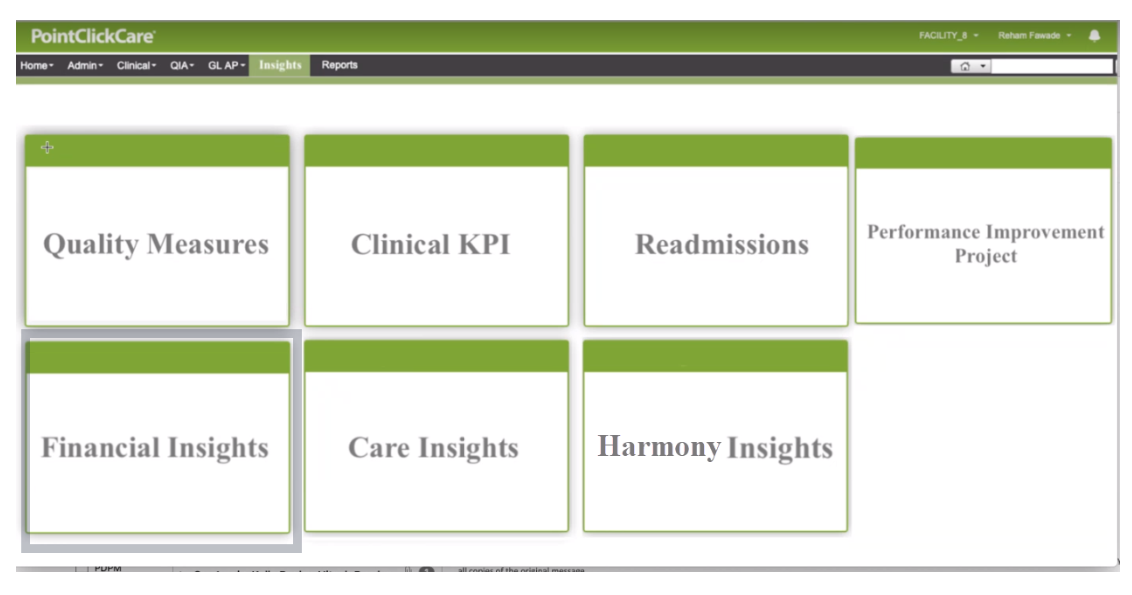 PointClickCare®
FACILITY_8
Reham Fawade
Home Admin Clinical QIA GL AP Insights Reports
Quality Measures
Clinical KPI
Readmissions
Performance Improvement
Project
Financial Insights
Care Insights
Harmony Insights
PDPM
all copies of the original message